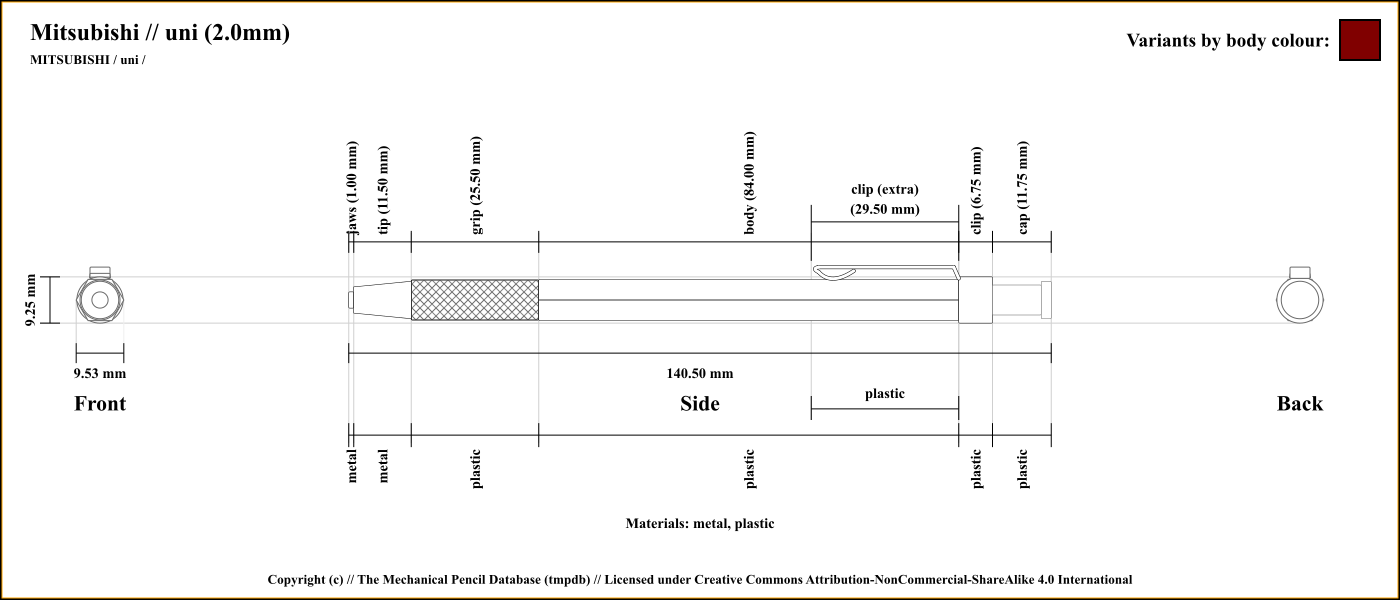 Mitsubishi // uni (2.0mm)
MITSUBISHI / uni /
Variants by body colour:
jaws (1.00 mm)
tip (11.50 mm)
grip (25.50 mm)
body (84.00 mm)
clip (extra)
(29.50 mm)
clip (6.75 mm)
cap (11.75 mm)
9.25 mm
9.53 mm
140.50 mm
Front
Side
Back
plastic
metal
metal
plastic
plastic
plastic
plastic
Materials: metal, plastic
Copyright (c) // The Mechanical Pencil Database (tmpdb) // Licensed under Creative Commons Attribution-NonCommercial-ShareAlike 4.0 International